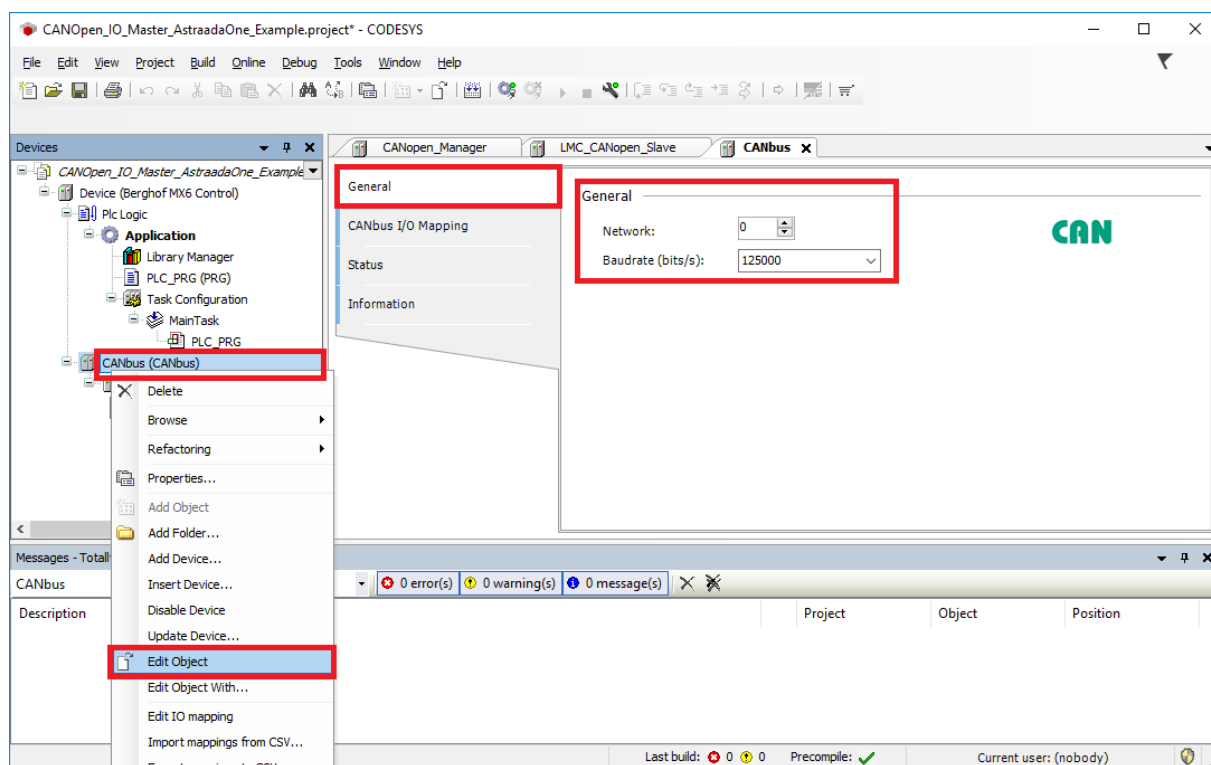 CANOpen_IO_Master_AstraadaOne_Example.project* - CODESYS
File Edit View Project Build Online Debug Tools Window Help
Devices
CANOpen_IO_Master_AstraadaOne_Example
Device (Berghof MX6 Control)
Plc Logic
Application
Library Manager
PLC_PRG (PRG)
Task Configuration
MainTask
PLC_PRG
CANbus (CANbus)
Delete
Browse
Refactoring
Properties...
Add Object
Add Folder...
Add Device...
Insert Device...
Disable Device
Update Device...
Edit Object
Edit Object With...
Edit IO mapping
Import mappings from CSV...
CANopen_Manager LMC_CANopen_Slave CANbus
General
CANbus I/O Mapping
Status
Information
General
Network: 0
Baudrate (bits/s): 125000
CAN
Messages - Totall
CANbus 0 error(s) 0 warning(s) 0 message(s)
Description Project Object Position
Last build: 0 0 Precompile: Current user: (nobody)